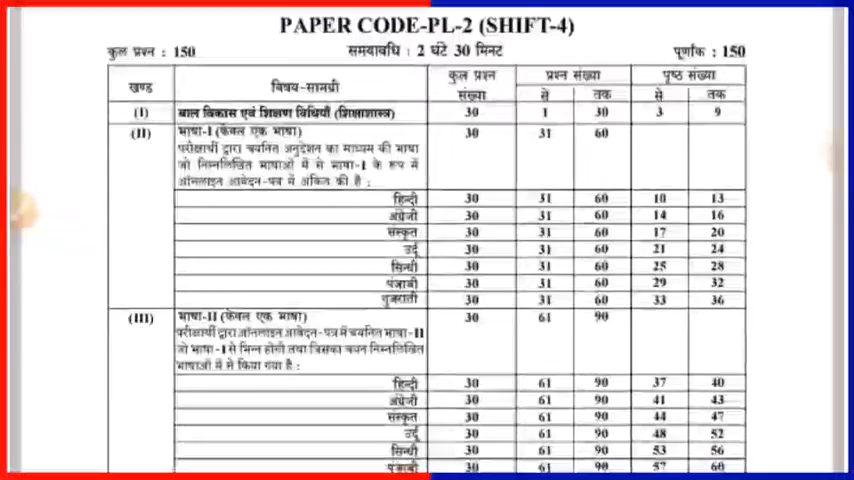 PAPER CODE-PL-2 (SHIFT-4)
कुल प्रश्न : 150 समयावधि : 2 घंटे 30 मिनट पूर्णांक : 150
खण्ड विषय-सामग्री कुल प्रश्न संख्या प्रश्न संख्या पृष्ठ संख्या
से तक से तक
(I) बाल विकास एवं शिक्षण विधियाँ (शिक्षाशास्त्र) 30 1 30 3 9
(II) भाषा-I (केवल एक भाषा) 30 31 60
परीक्षार्थी द्वारा चयनित अनुदेशन का माध्यम की भाषा
जो निम्नलिखित भाषाओं में से भाषा-I के रूप में
ऑनलाइन आवेदन-पत्र में अंकित की है :
हिन्दी 30 31 60 10 13
अंग्रेजी 30 31 60 14 16
संस्कृत 30 31 60 17 20
उर्दू 30 31 60 21 24
सिन्धी 30 31 60 25 28
पंजाबी 30 31 60 29 32
गुजराती 30 31 60 33 36
(III) भाषा-II (केवल एक भाषा) 30 61 90
परीक्षार्थी द्वारा ऑनलाइन आवेदन-पत्र में चयनित भाषा-II
जो भाषा-I से भिन्न होगी तथा जिसका चयन निम्नलिखित
भाषाओं में से किया गया है :
हिन्दी 30 61 90 37 40
अंग्रेजी 30 61 90 41 43
संस्कृत 30 61 90 44 47
उर्दू 30 61 90 48 52
सिन्धी 30 61 90 53 56
पंजाबी 30 61 90 57 60